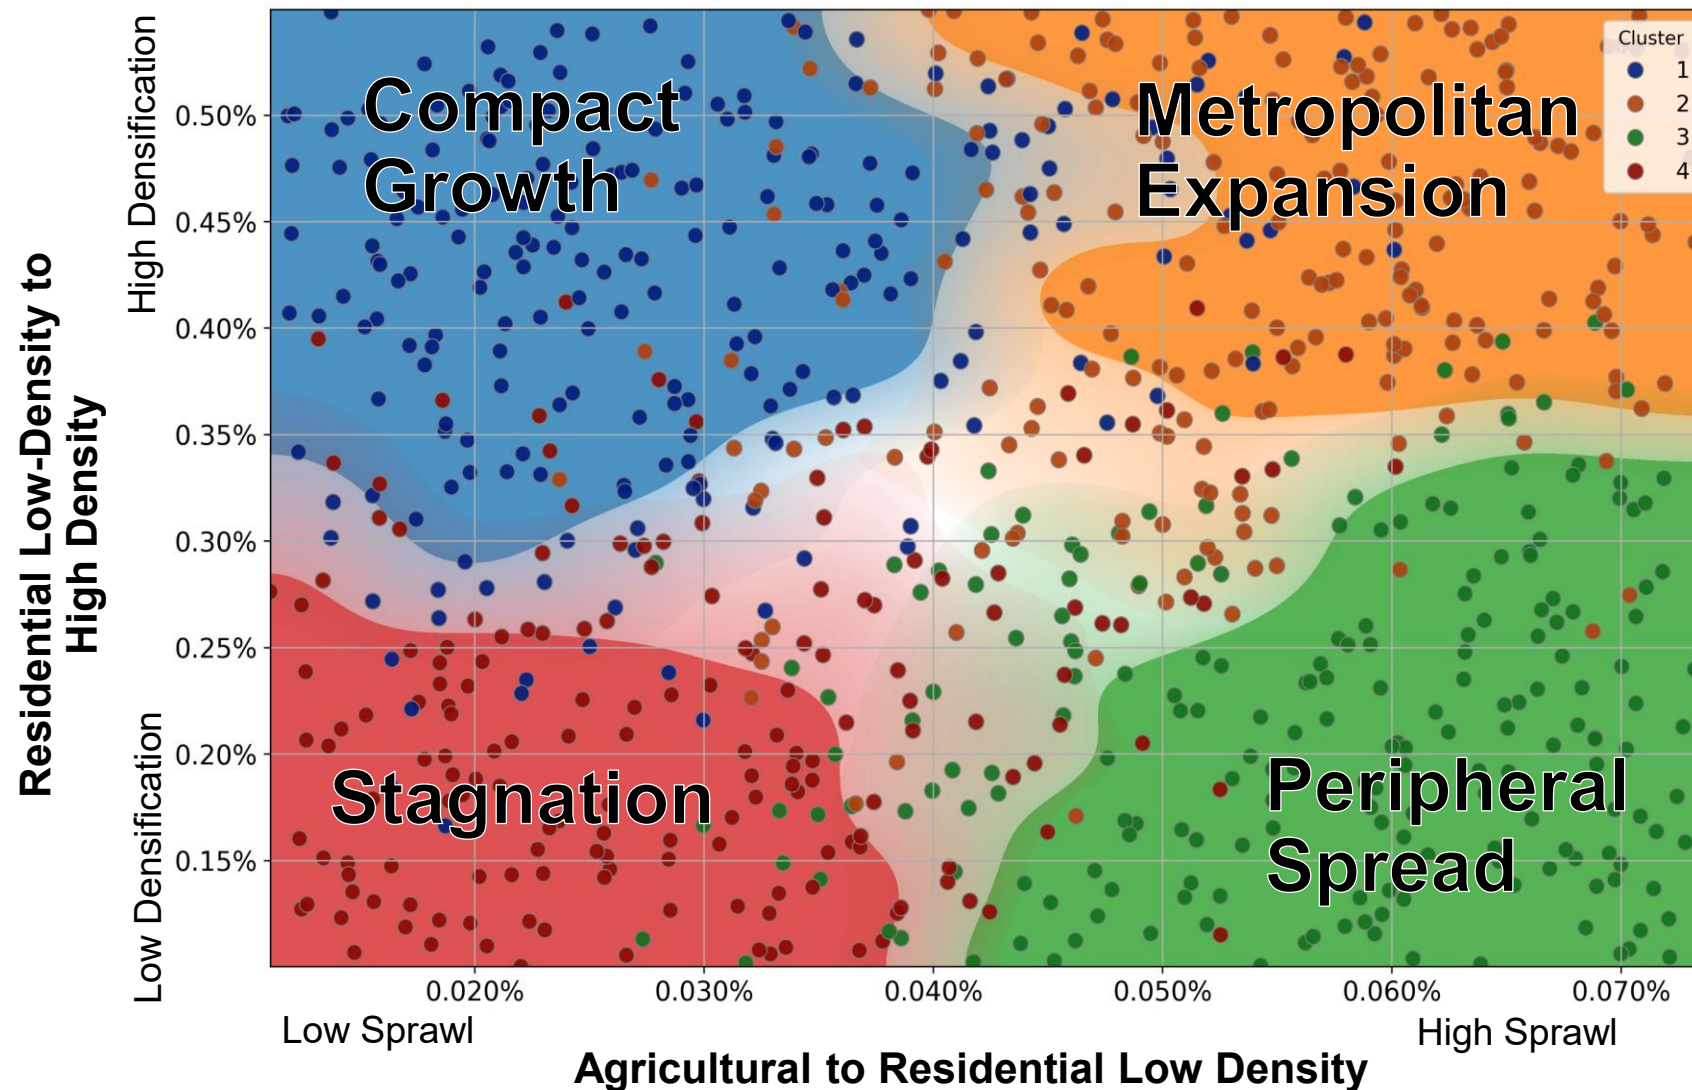 Compact
Growth
Metropolitan
Expansion
Cluster
1
2
3
4
High Densification
0.50%
0.45%
0.40%
0.35%
0.30%
0.25%
0.20%
0.15%
Residential Low-Density to
High Density
Low Densification
Stagnation
Peripheral
Spread
0.020%
0.030%
0.040%
0.050%
0.060%
0.070%
Low Sprawl
High Sprawl
Agricultural to Residential Low Density